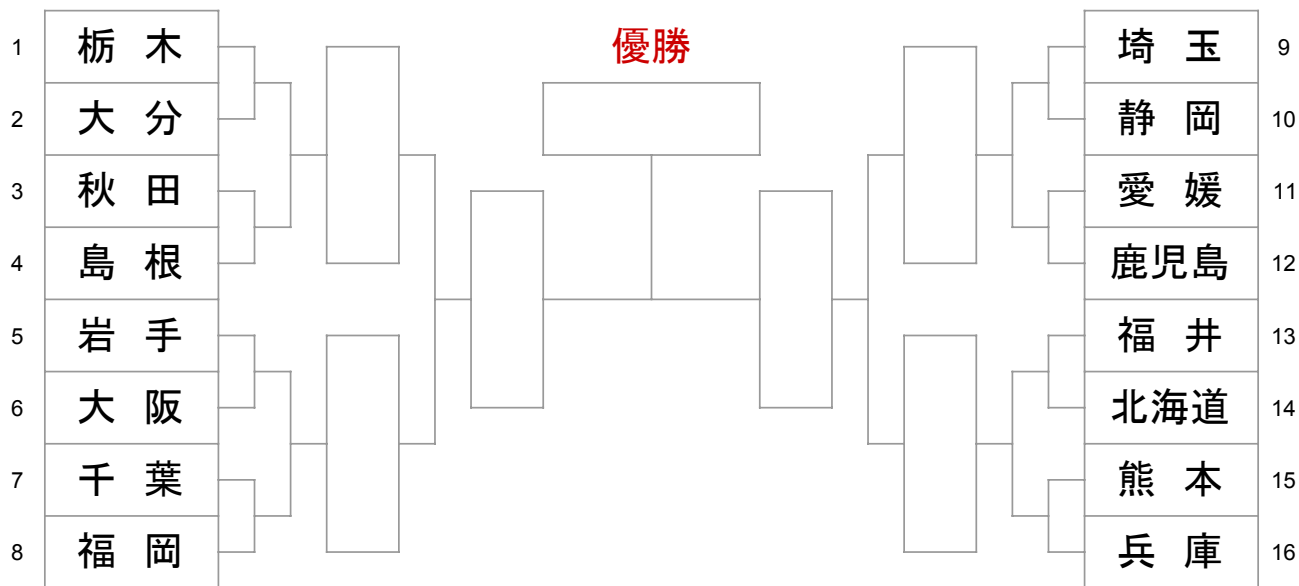 優勝
1 栃木
2 大分
3 秋田
4 島根
5 岩手
6 大阪
7 千葉
8 福岡
埼玉 9
静岡 10
愛媛 11
鹿児島 12
福井 13
北海道 14
熊本 15
兵庫 16